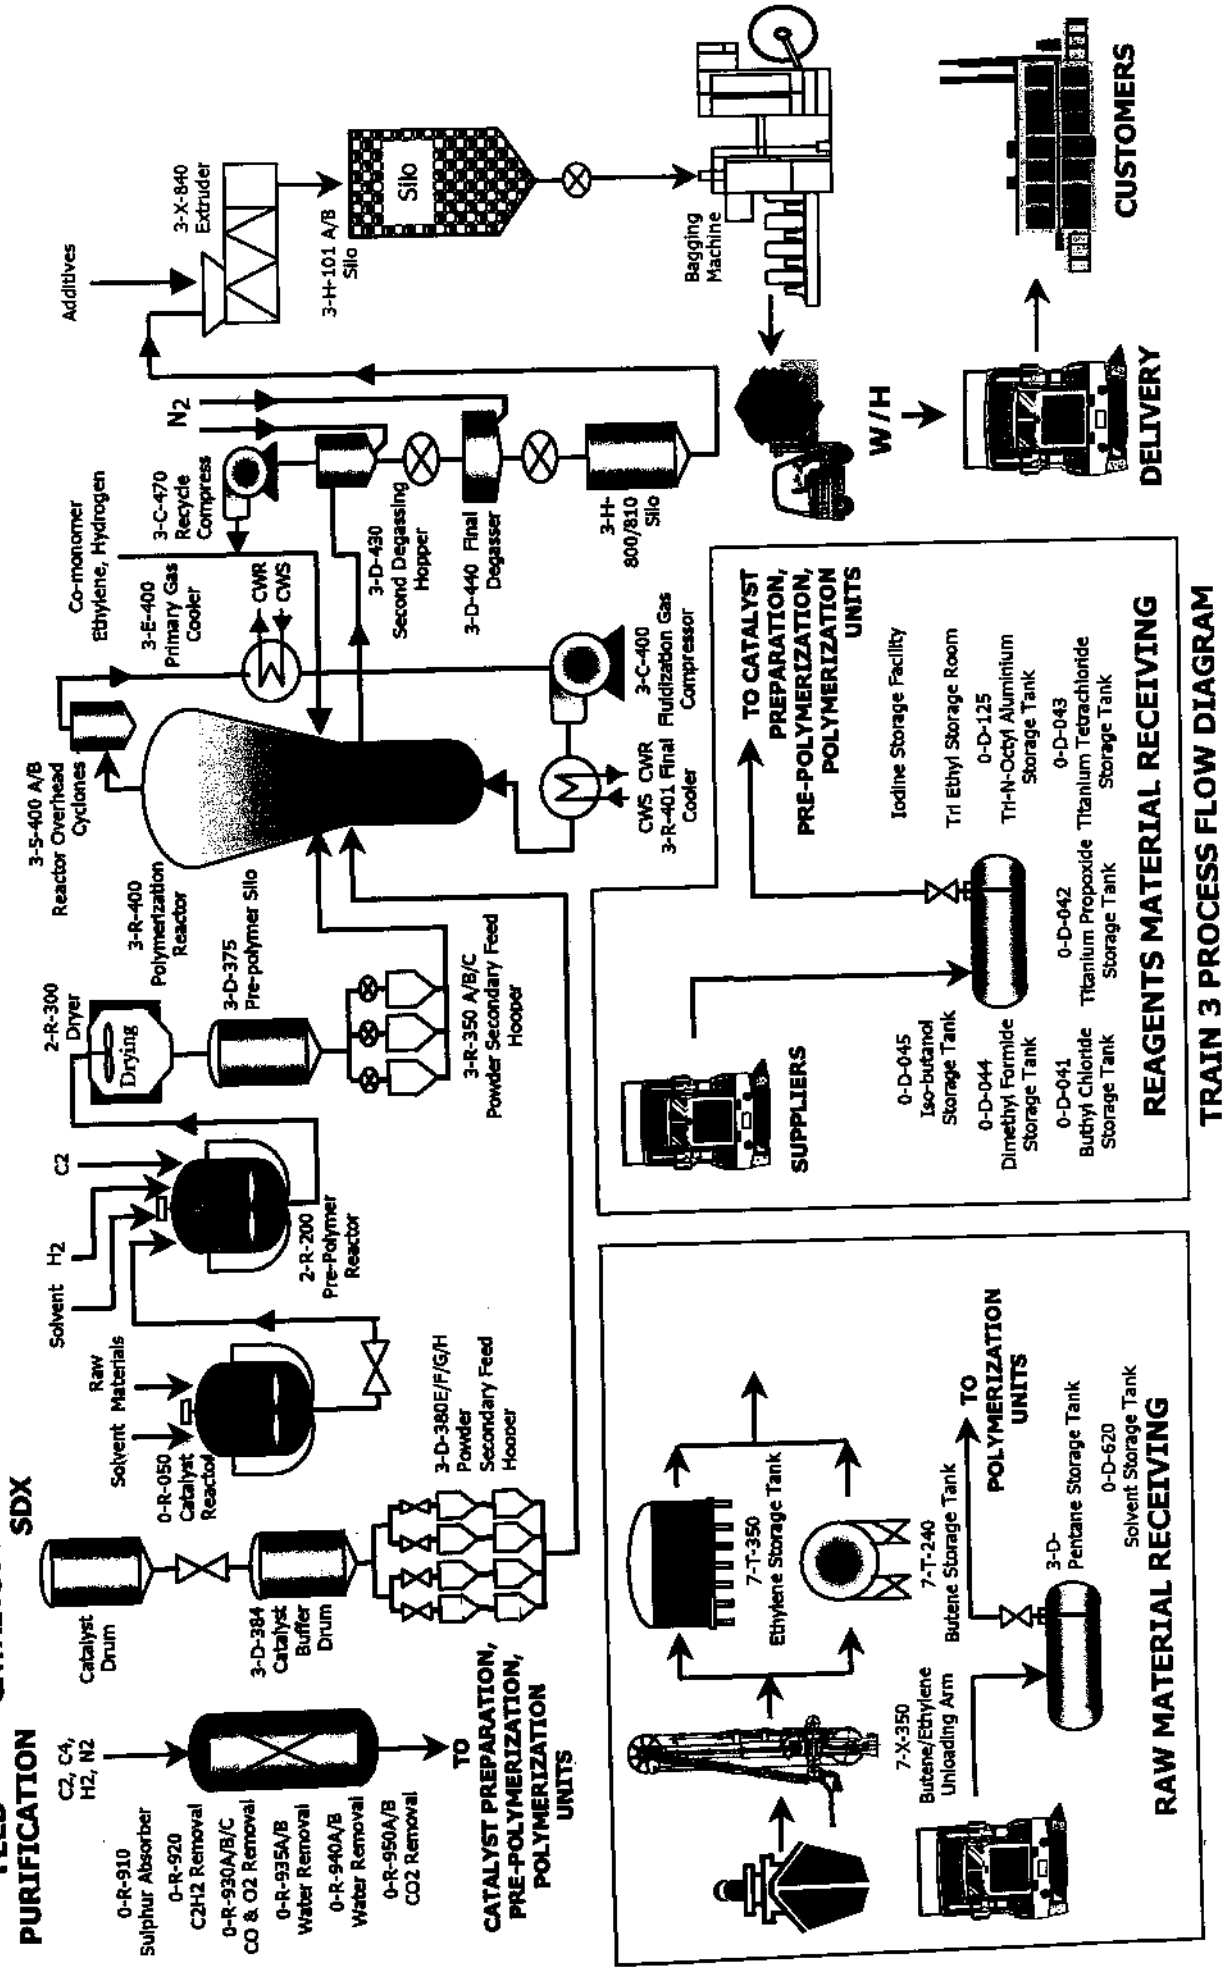 PURIFICATION
SDX
C2, C4,
H2, N2
0-R-910
Sulphur Absorber
0-R-920
C2H2 Removal
0-R-930A/B/C
CO & O2 Removal
0-R-935A/B
Water Removal
0-R-940A/B
Water Removal
0-R-950A/B
CO2 Removal
TO
CATALYST PREPARATION,
PRE-POLYMERIZATION,
POLYMERIZATION
UNITS
Catalyst
Drum
3-D-384
Catalyst
Buffer
Drum
3-D-380E/F/G/H
Powder
Secondary Feed
Hooper
Solvent
Raw
Materials
0-R-050
Catalyst
Reactor
Solvent
H2
C2
2-R-200
Pre-Polymer
Reactor
2-R-300
Dryer
Drying
3-D-375
Pre-polymer Silo
3-R-350 A/B/C
Powder Secondary Feed
Hooper
3-R-400
Polymerization
Reactor
3-S-400 A/B
Reactor Overhead
Cyclones
3-E-400
Primary Gas
Cooler
CWR
CWS
Co-monomer
Ethylene, Hydrogen
3-C-400
Fluidization Gas
Compressor
CWS CWR
3-R-401 Final
Cooler
3-C-470
Recycle
Compress
N2
3-D-430
Second Degassing
Hopper
3-D-440 Final
Degasser
3-H-
800/810
Silo
Additives
3-X-840
Extruder
3-H-101 A/B
Silo
Silo
Bagging
Machine
W/H
DELIVERY
CUSTOMERS
7-X-350
Butene/Ethylene
Unloading Arm
7-T-350
Ethylene Storage Tank
7-T-240
Butene Storage Tank
TO
POLYMERIZATION
UNITS
3-D-
Pentane Storage Tank
0-D-620
Solvent Storage Tank
RAW MATERIAL RECEIVING
SUPPLIERS
TO CATALYST
PREPARATION,
PRE-POLYMERIZATION,
POLYMERIZATION
UNITS
0-D-045
Iso-butanol
Storage Tank
0-D-044
Dimethyl Formide
Storage Tank
0-D-041
Buthyl Chloride
Storage Tank
0-D-042
Titanium Propoxide
Storage Tank
Iodine Storage Facility
Tri Ethyl Storage Room
0-D-125
Tri-N-Octyl Aluminium
Storage Tank
0-D-043
Titanium Tetrachloride
Storage Tank
REAGENTS MATERIAL RECEIVING
TRAIN 3 PROCESS FLOW DIAGRAM